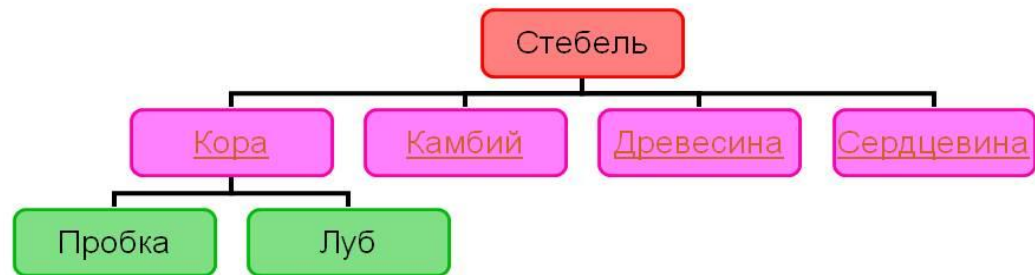 Стебель
Кора
Камбий
Древесина
Сердцевина
Пробка
Луб